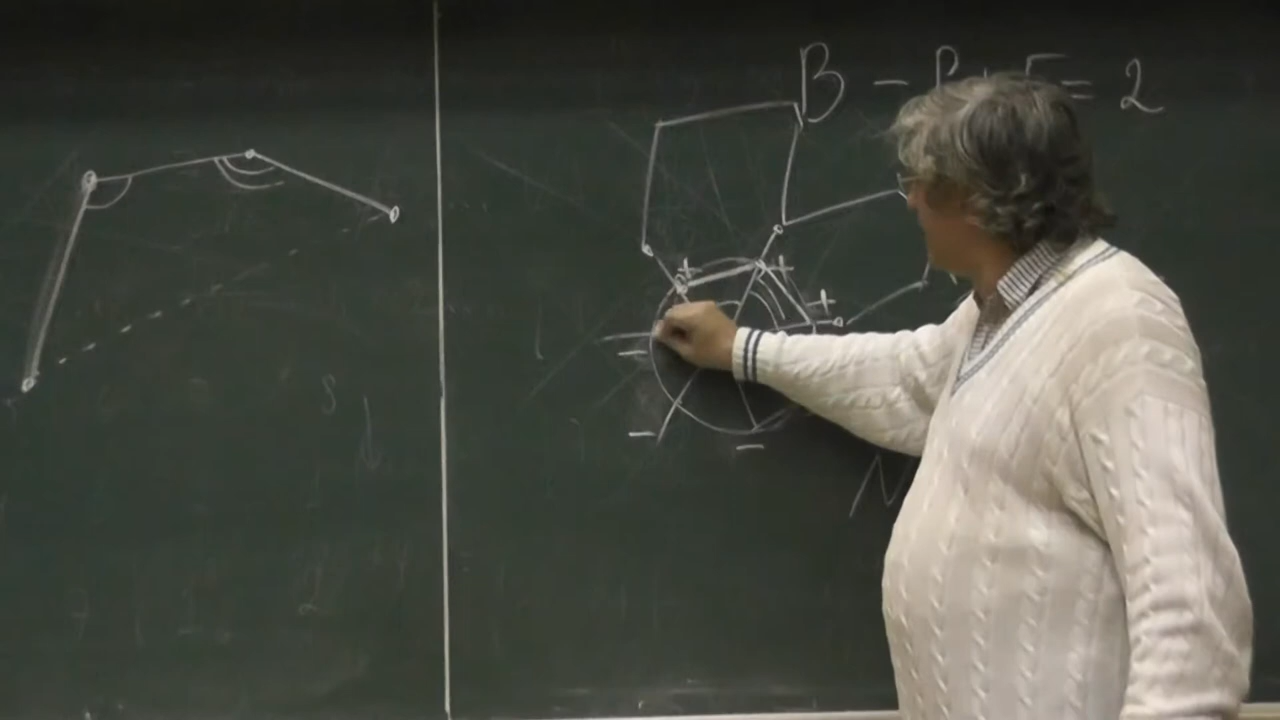 B - Р + Г = 2
+ + +
-
- -
N